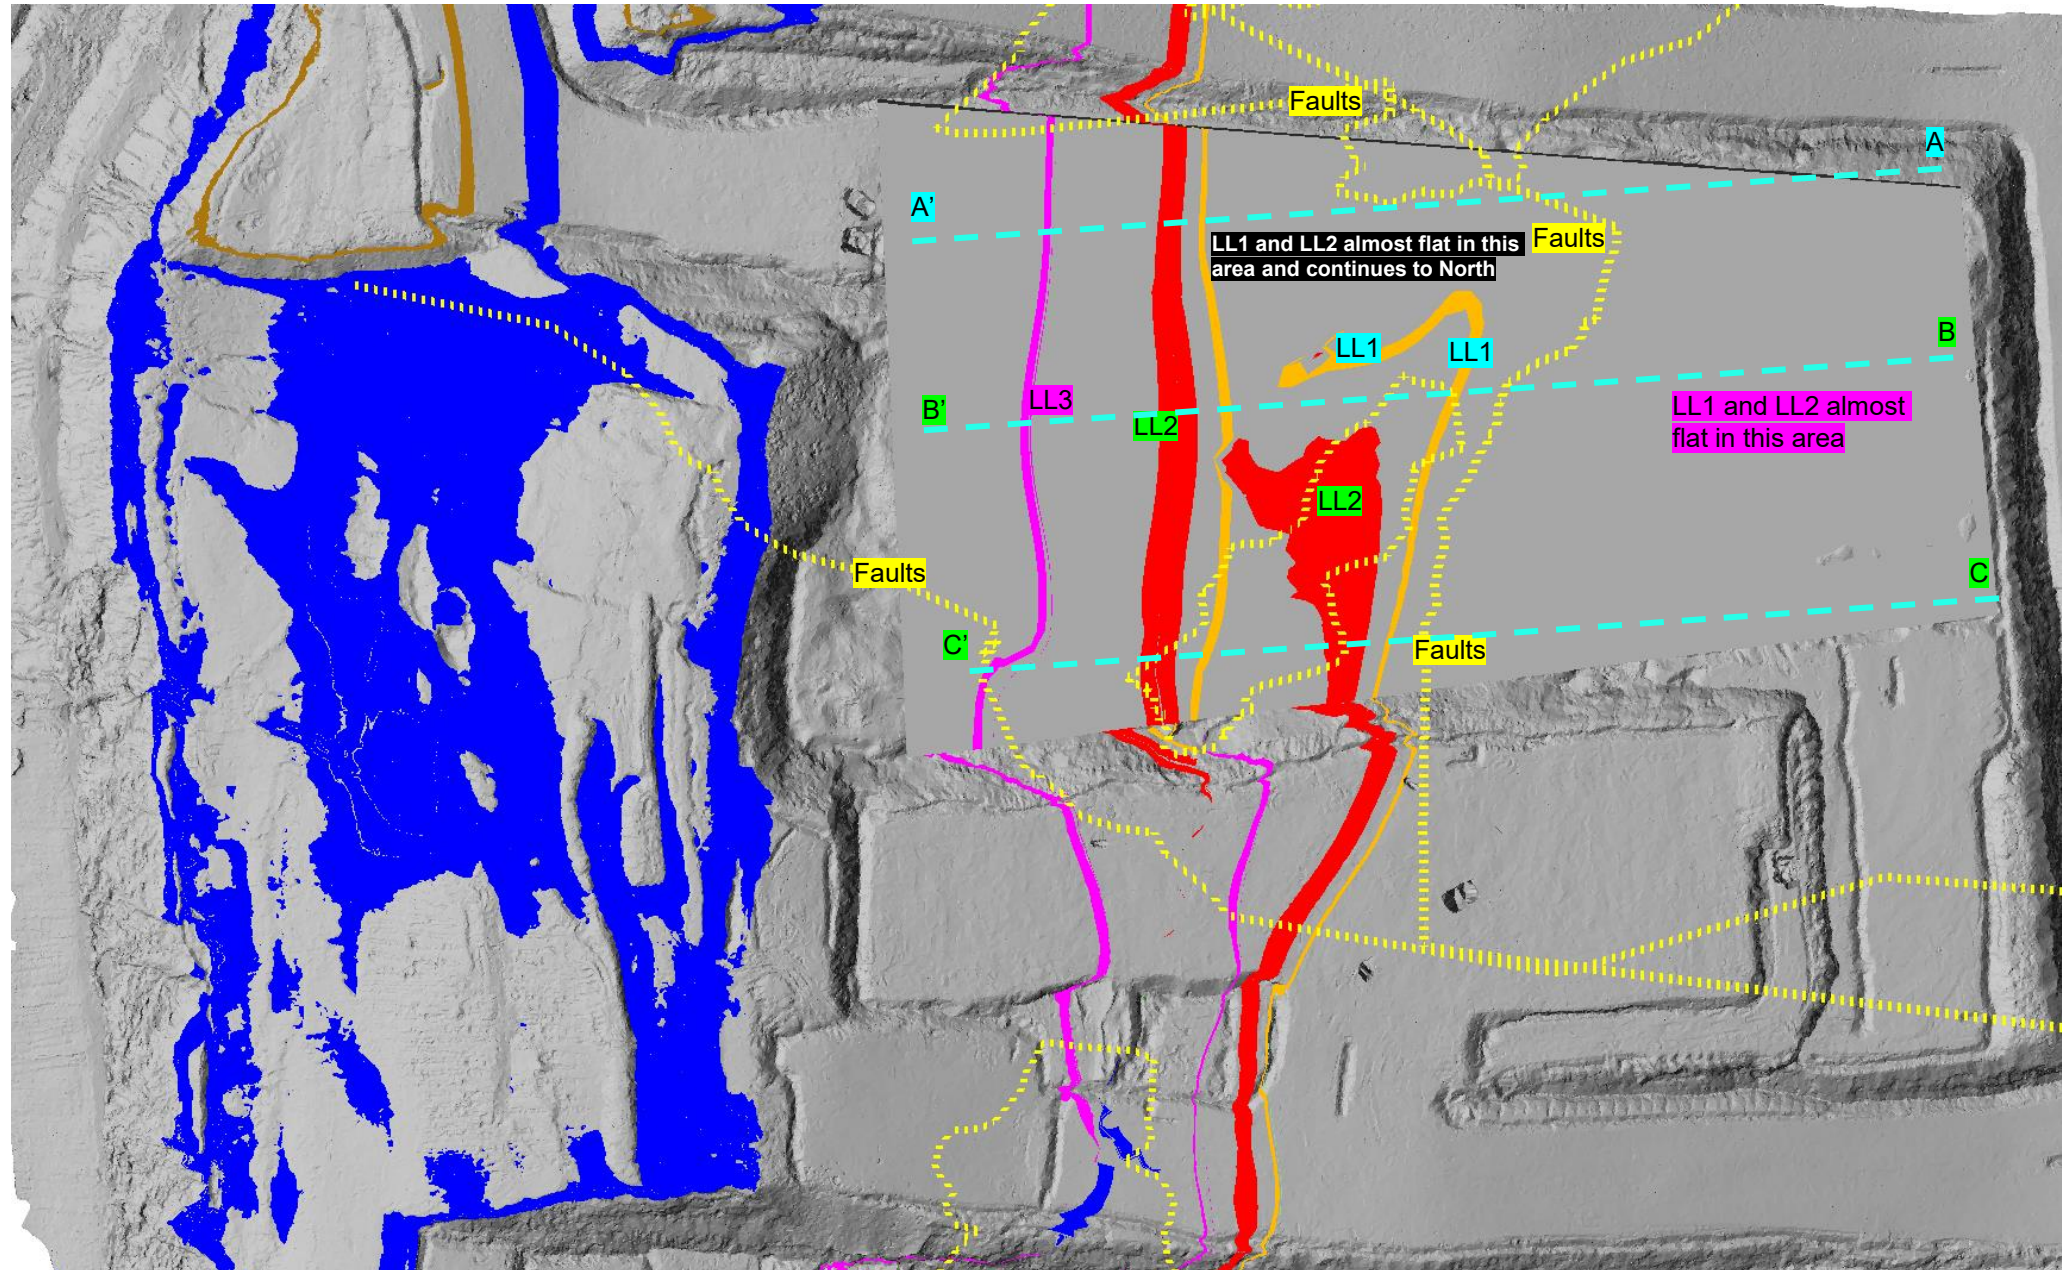 Faults
A
A’
LL1 and LL2 almost flat in this
area and continues to North
Faults
B
LL1
LL1
LL3
B’
LL2
LL1 and LL2 almost
flat in this area
LL2
Faults
C
C’
Faults